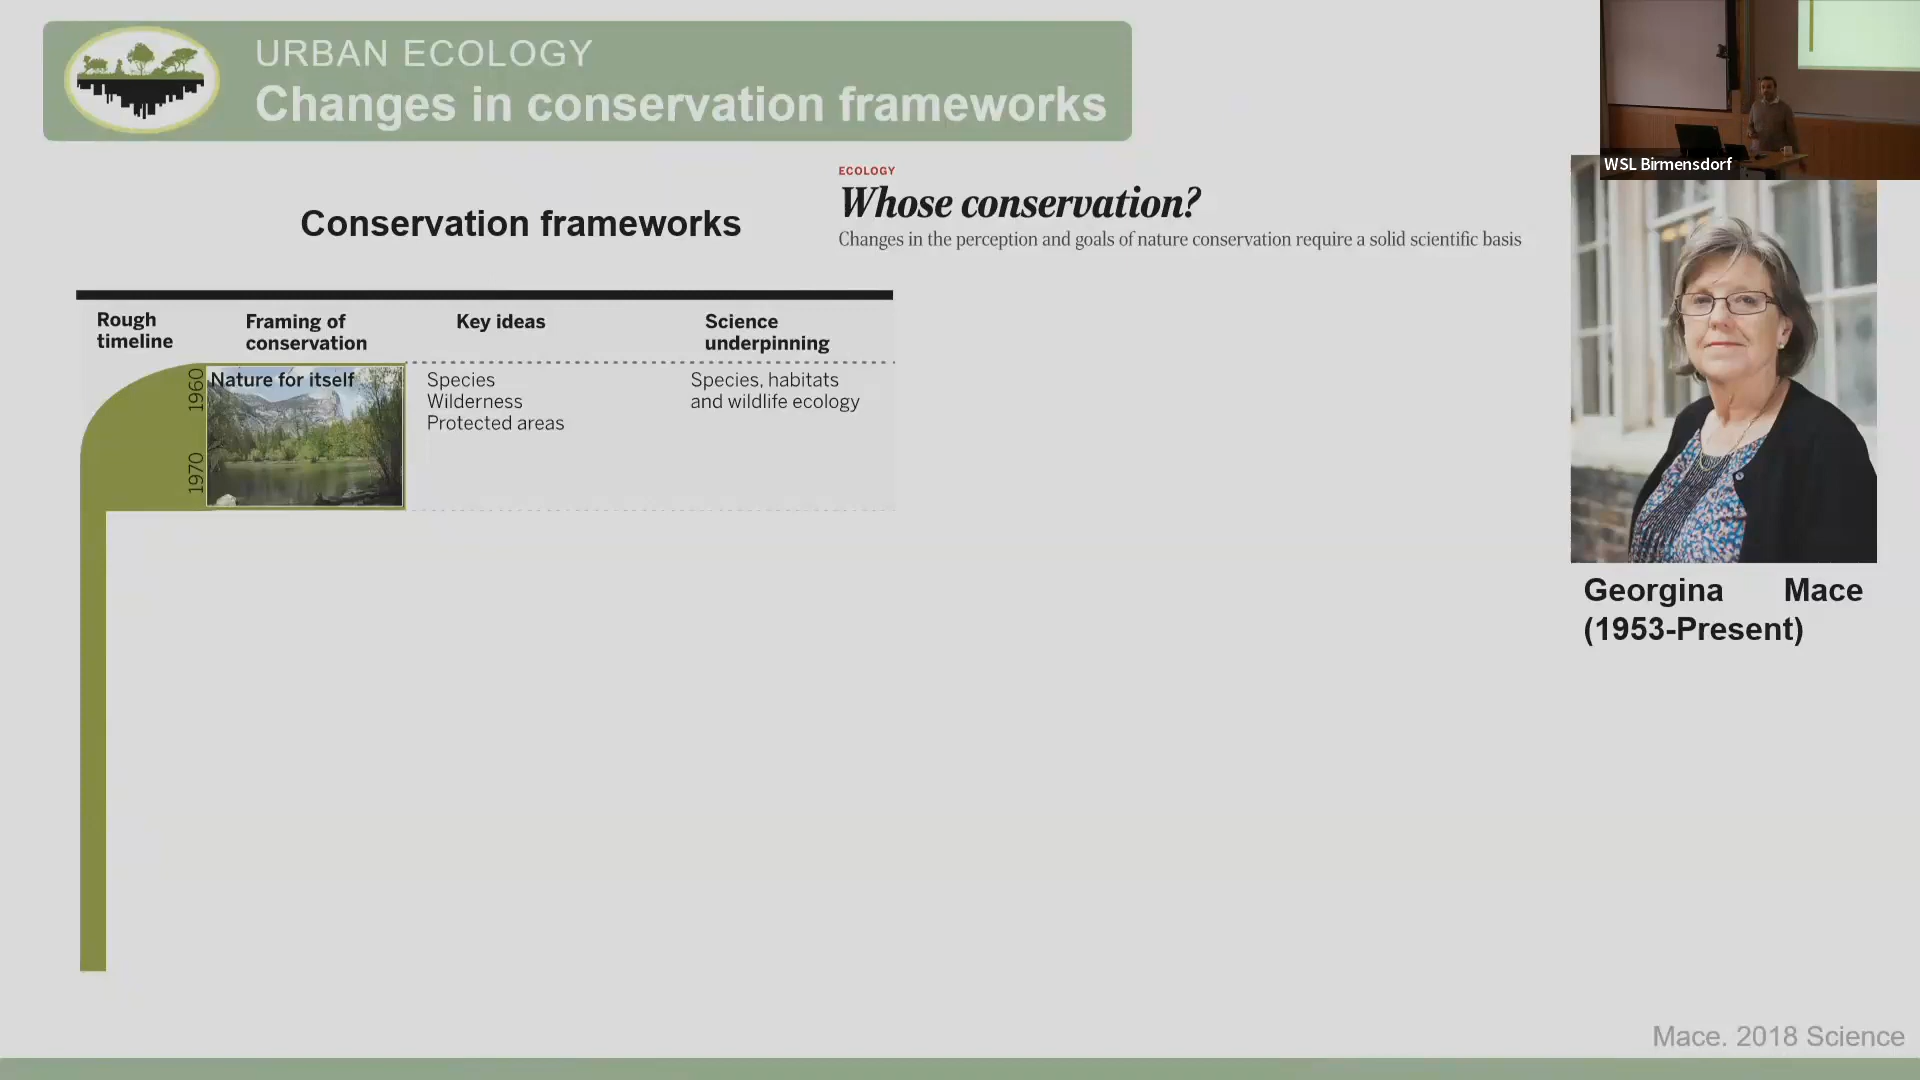 URBAN ECOLOGY
Changes in conservation frameworks
WSL Birmensdorf
ECOLOGY
Whose conservation?
Changes in the perception and goals of nature conservation require a solid scientific basis
Conservation frameworks
Rough
timeline
Framing of
conservation
Key ideas
Science
underpinning
1960
1970
Nature for itself
Species
Wilderness
Protected areas
Species, habitats
and wildlife ecology
Georgina Mace
(1953-Present)
Mace. 2018 Science